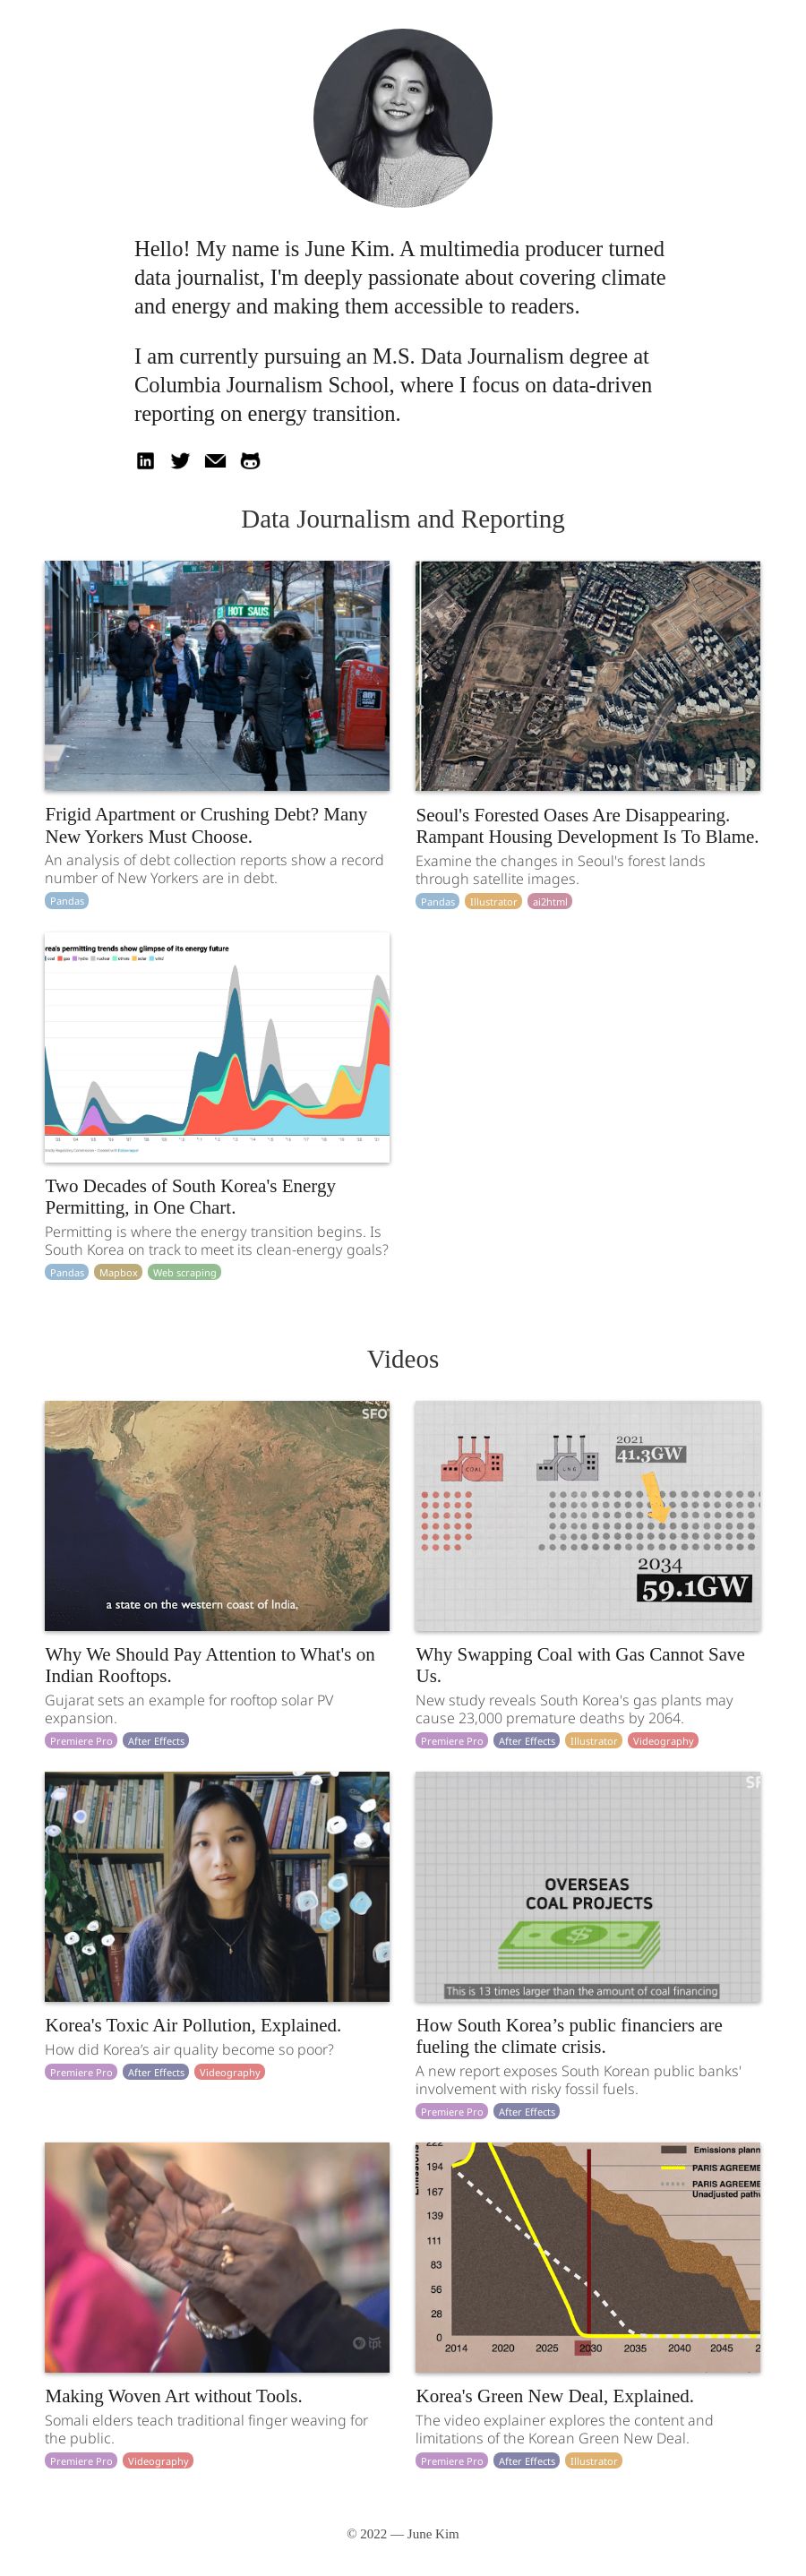 Hello! My name is June Kim. A multimedia producer turned
data journalist, I'm deeply passionate about covering climate
and energy and making them accessible to readers.
I am currently pursuing an M.S. Data Journalism degree at
Columbia Journalism School, where I focus on data-driven
reporting on energy transition.
in
Data Journalism and Reporting
HOT SAUS
Frigid Apartment or Crushing Debt? Many
New Yorkers Must Choose.
An analysis of debt collection reports show a record
number of New Yorkers are in debt.
Pandas
Seoul's Forested Oases Are Disappearing.
Rampant Housing Development Is To Blame.
Examine the changes in Seoul's forest lands
through satellite images.
Pandas Illustrator ai2html
rea's permitting trends show glimpse of its energy future
Two Decades of South Korea's Energy
Permitting, in One Chart.
Permitting is where the energy transition begins. Is
South Korea on track to meet its clean-energy goals?
Pandas Mapbox Web scraping
Videos
SFO
a state on the western coast of India,
Why We Should Pay Attention to What's on
Indian Rooftops.
Gujarat sets an example for rooftop solar PV
expansion.
Premiere Pro After Effects
COAL
LNG
2021
41.3GW
2034
59.1GW
Why Swapping Coal with Gas Cannot Save
Us.
New study reveals South Korea's gas plants may
cause 23,000 premature deaths by 2064.
Premiere Pro After Effects Illustrator Videography
Korea's Toxic Air Pollution, Explained.
How did Korea's air quality become so poor?
Premiere Pro After Effects Videography
OVERSEAS
COAL PROJECTS
$
This is 13 times larger than the amount of coal financing
How South Korea’s public financiers are
fueling the climate crisis.
A new report exposes South Korean public banks'
involvement with risky fossil fuels.
Premiere Pro After Effects
tpt
Making Woven Art without Tools.
Somali elders teach traditional finger weaving for
the public.
Premiere Pro Videography
Emissions
222
194
167
139
111
83
56
28
0
2014 2020 2025 2030 2035 2040 2045 2
Emissions plann
PARIS AGREEME
PARIS AGREEME
Unadjusted pathw
Korea's Green New Deal, Explained.
The video explainer explores the content and
limitations of the Korean Green New Deal.
Premiere Pro After Effects Illustrator
© 2022 — June Kim